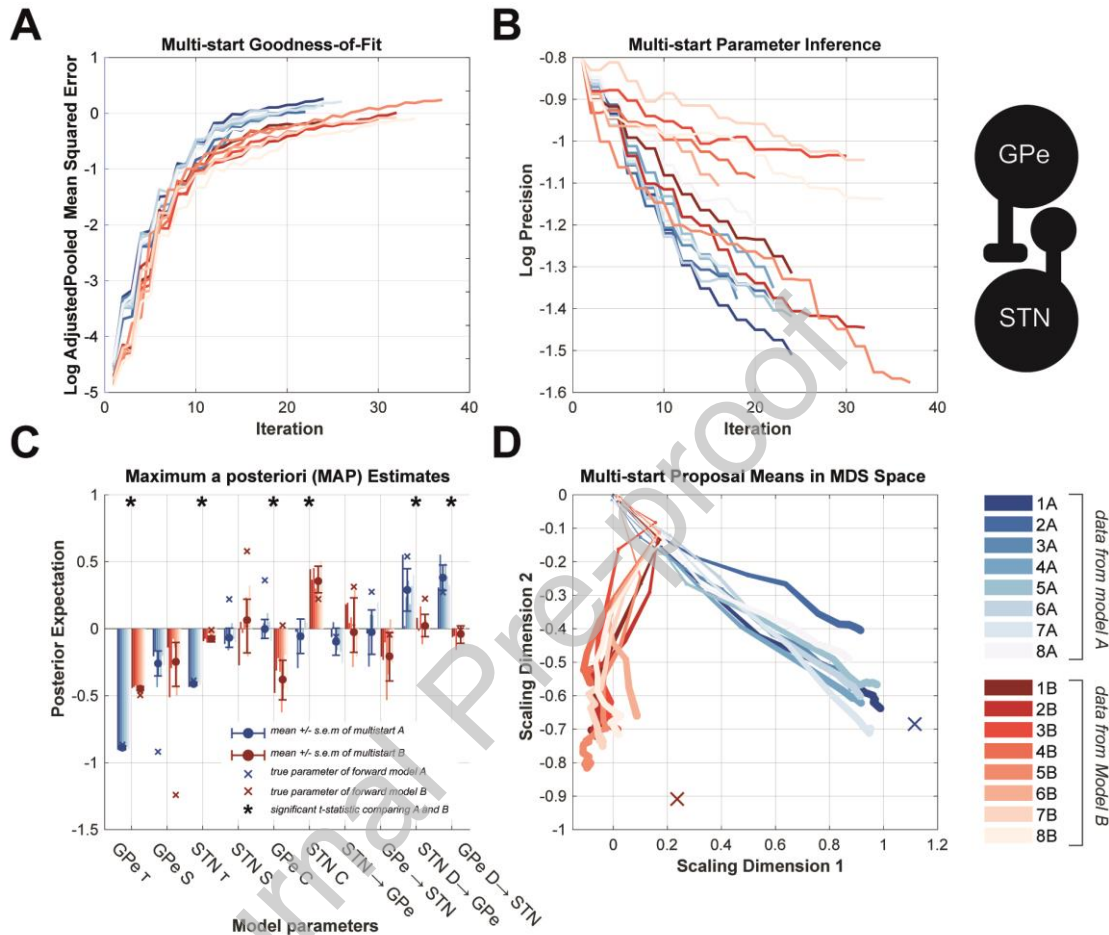 A
Multi-start Goodness-of-Fit
Log AdjustedPooled Mean Squared Error
1
0
-1
-2
-3
-4
-5
0
10
20
30
40
Iteration
B
Multi-start Parameter Inference
Log Precision
-0.8
-0.9
-1
-1.1
-1.2
-1.3
-1.4
-1.5
-1.6
0
10
20
30
40
Iteration
GPe
STN
C
Maximum a posteriori (MAP) Estimates
Posterior Expectation
1
0.5
0
-0.5
-1
-1.5
* * * * * *
mean +/- s.e.m of multistart A
mean +/- s.e.m of multistart B
true parameter of forward model A
true parameter of forward model B
* significant t-statistic comparing A and B
GPe τ
GPe S
STN τ
STN S
GPe C
STN C
STN → GPe
GPe → STN
STN D→ GPe
GPe D→ STN
Model parameters
D
Multi-start Proposal Means in MDS Space
Scaling Dimension 2
0
-0.1
-0.2
-0.3
-0.4
-0.5
-0.6
-0.7
-0.8
-0.9
-1
0
0.2
0.4
0.6
0.8
1
1.2
Scaling Dimension 1
1A
2A
3A
4A
5A
6A
7A
8A
data from model A
1B
2B
3B
4B
5B
6B
7B
8B
data from Model B
urnal Pre-proof